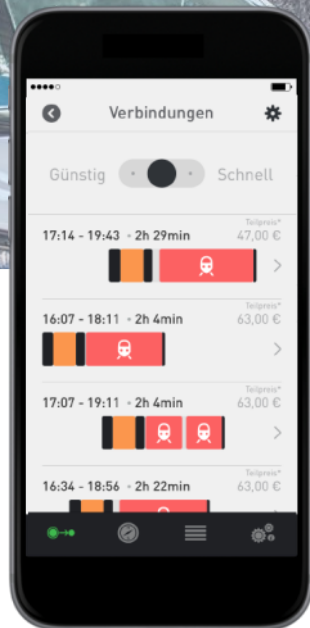 Verbindungen
Günstig Schnell
Teilpreis*
17:14 - 19:43 • 2h 29min 47,00 €
Teilpreis*
16:07 - 18:11 • 2h 4min 63,00 €
Teilpreis*
17:07 - 19:11 • 2h 4min 63,00 €
Teilpreis*
16:34 - 18:56 • 2h 22min 63,00 €